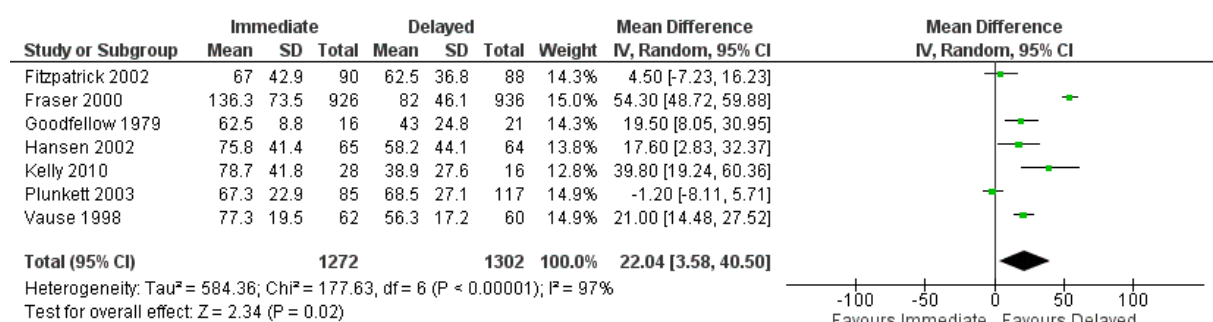 Immediate Delayed Mean Difference Mean Difference
Study or Subgroup Mean SD Total Mean SD Total Weight IV, Random, 95% CI IV, Random, 95% CI
Fitzpatrick 2002 67 42.9 90 62.5 36.8 88 14.3% 4.50 [-7.23, 16.23]
Fraser 2000 136.3 73.5 926 82 46.1 936 15.0% 54.30 [48.72, 59.88]
Goodfellow 1979 62.5 8.8 16 43 24.8 21 14.3% 19.50 [8.05, 30.95]
Hansen 2002 75.8 41.4 65 58.2 44.1 64 13.8% 17.60 [2.83, 32.37]
Kelly 2010 78.7 41.8 28 38.9 27.6 16 12.8% 39.80 [19.24, 60.36]
Plunkett 2003 67.3 22.9 85 68.5 27.1 117 14.9% -1.20 [-8.11, 5.71]
Vause 1998 77.3 19.5 62 56.3 17.2 60 14.9% 21.00 [14.48, 27.52]
Total (95% CI) 1272 1302 100.0% 22.04 [3.58, 40.50]
Heterogeneity: Tau² = 584.36; Chi² = 177.63, df = 6 (P < 0.00001); I² = 97%
Test for overall effect: Z = 2.34 (P = 0.02)
-100 -50 0 50 100
Favours Immediate Favours Delayed